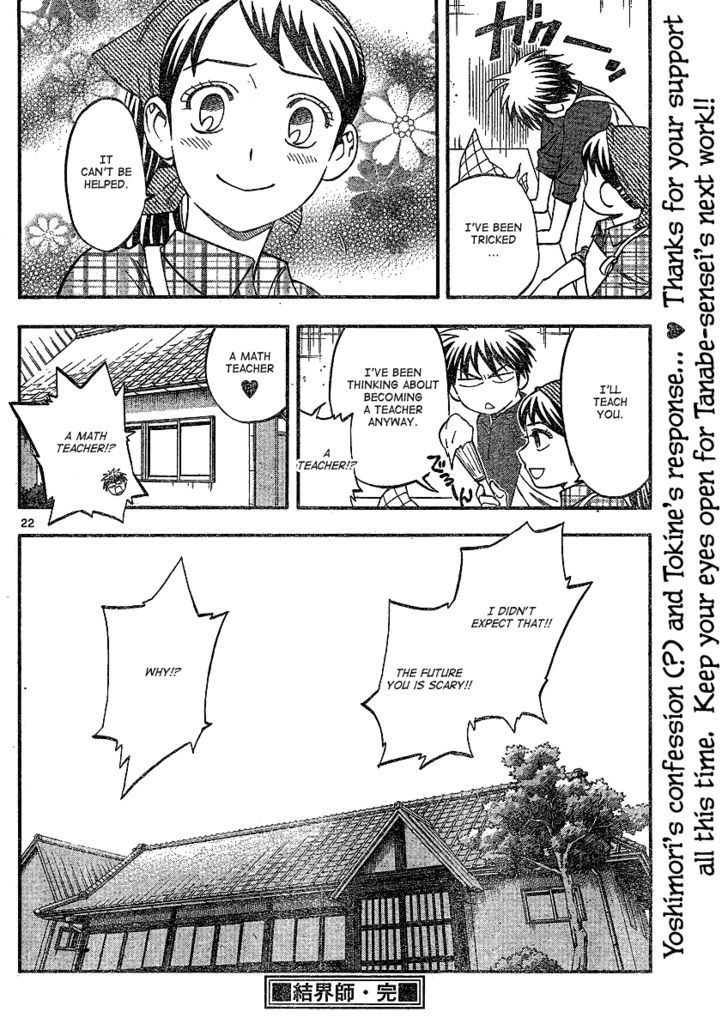 ガーン
I'VE BEEN
TRICKED
...
IT
CAN'T BE
HELPED.
I'LL
TEACH
YOU.
I'VE BEEN
THINKING ABOUT
BECOMING
A TEACHER
ANYWAY.
A
TEACHER!?
A MATH
TEACHER
♥
A MATH
TEACHER!?
22
I DIDN'T
EXPECT THAT!!
THE FUTURE
YOU IS SCARY!!
WHY!?
■結界師・完■
Yoshimori's confession (?) and Tokine's response... ♥ Thanks for your support
all this time. Keep your eyes open for Tanabe-sensei's next work!!